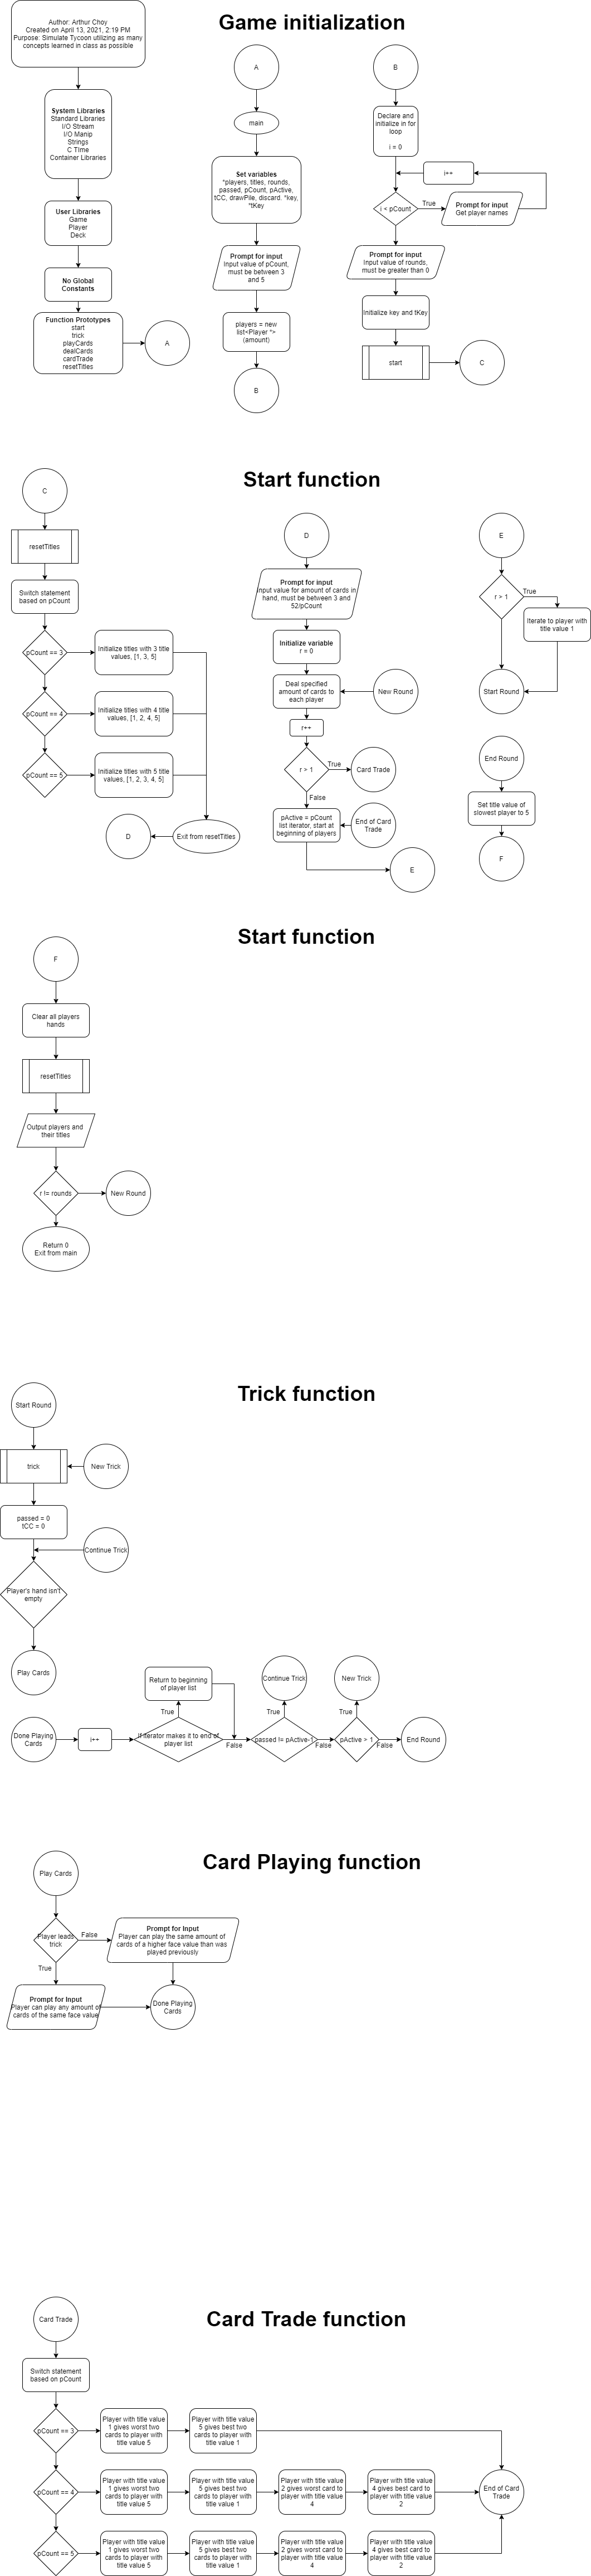 Game initialization
Author: Arthur Choy
Created on April 13, 2021, 2:19 PM
Purpose: Simulate Tycoon utilizing as many
concepts learned in class as possible
System Libraries
Standard Libraries
I/O Stream
I/O Manip
Strings
C TIme
Container Libraries
User Libraries
Game
Player
Deck
No Global
Constants
Function Prototypes
start
trick
playCards
dealCards
cardTrade
resetTitles
A
A
main
Set variables
*players, titles, rounds,
passed, pCount, pActive,
tCC, drawPile, discard. *key,
*tKey
Prompt for input
Input value of pCount,
must be between 3
and 5
players = new
list<Player *>
(amount)
B
B
Declare and
initialize in for
loop
i = 0
i++
i < pCount
True
Prompt for input
Get player names
Prompt for input
Input value of rounds,
must be greater than 0
Initialize key and tKey
start
C
Start function
C
resetTitles
Switch statement
based on pCount
pCount == 3
Initialize titles with 3 title
values, [1, 3, 5]
pCount == 4
Initialize titles with 4 title
values, [1, 2, 4, 5]
pCount == 5
Initialize titles with 5 title
values, [1, 2, 3, 4, 5]
D
Exit from resetTitles
D
Prompt for input
Input value for amount of cards in
hand, must be between 3 and
52/pCount
Initialize variable
r = 0
Deal specified
amount of cards to
each player
New Round
r++
r > 1
True
Card Trade
False
pActive = pCount
list iterator, start at
beginning of players
End of Card
Trade
E
E
r > 1
True
Iterate to player with
title value 1
Start Round
End Round
Set title value of
slowest player to 5
F
Start function
F
Clear all players
hands
resetTitles
Output players and
their titles
r != rounds
New Round
Return 0
Exit from main
Trick function
Start Round
trick
New Trick
passed = 0
tCC = 0
Continue Trick
Player's hand isn't
empty
Play Cards
Return to beginning
of player list
Continue Trick
New Trick
True
True
True
Done Playing
Cards
i++
if iterator makes it to end of
player list
False
passed != pActive-1
False
pActive > 1
False
End Round
Card Playing function
Play Cards
Player leads
trick
False
Prompt for Input
Player can play the same amount of
cards of a higher face value than was
played previously
True
Prompt for Input
Player can play any amount of
cards of the same face value
Done Playing
Cards
Card Trade function
Card Trade
Switch statement
based on pCount
pCount == 3
Player with title value
1 gives worst two
cards to player with
title value 5
Player with title value
5 gives best two
cards to player with
title value 1
pCount == 4
Player with title value
1 gives worst two
cards to player with
title value 5
Player with title value
5 gives best two
cards to player with
title value 1
Player with title value
2 gives worst card to
player with title value
4
Player with title value
4 gives best card to
player with title value
2
End of Card
Trade
pCount == 5
Player with title value
1 gives worst two
cards to player with
title value 5
Player with title value
5 gives best two
cards to player with
title value 1
Player with title value
2 gives worst card to
player with title value
4
Player with title value
4 gives best card to
player with title value
2